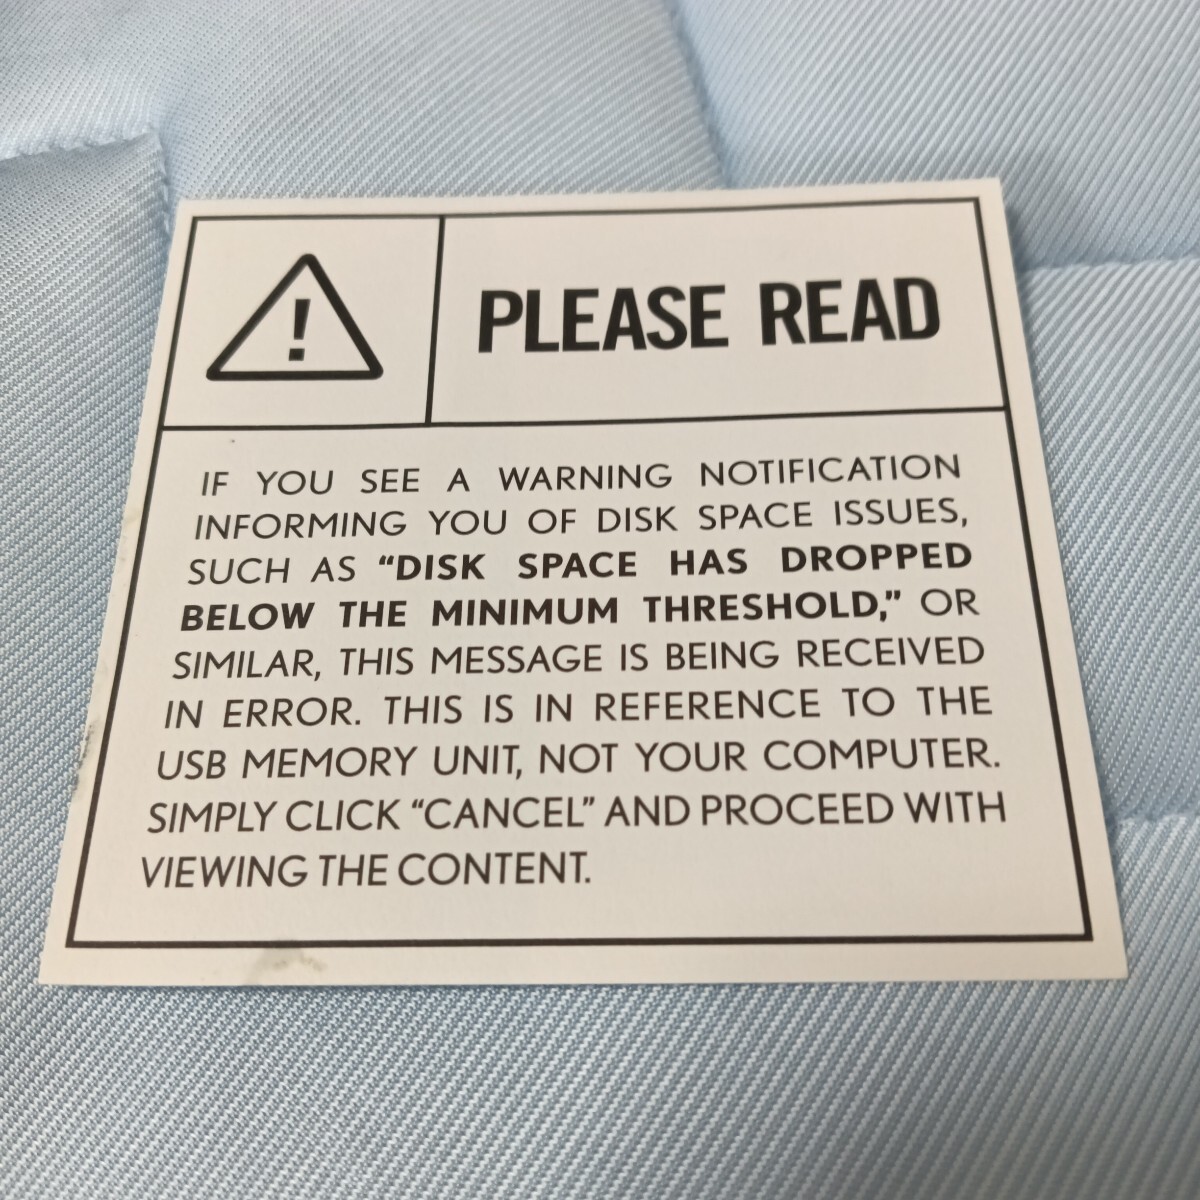 !
PLEASE READ
IF YOU SEE A WARNING NOTIFICATION
INFORMING YOU OF DISK SPACE ISSUES,
SUCH AS “DISK SPACE HAS DROPPED
BELOW THE MINIMUM THRESHOLD,” OR
SIMILAR, THIS MESSAGE IS BEING RECEIVED
IN ERROR. THIS IS IN REFERENCE TO THE
USB MEMORY UNIT, NOT YOUR COMPUTER.
SIMPLY CLICK “CANCEL” AND PROCEED WITH
VIEWING THE CONTENT.